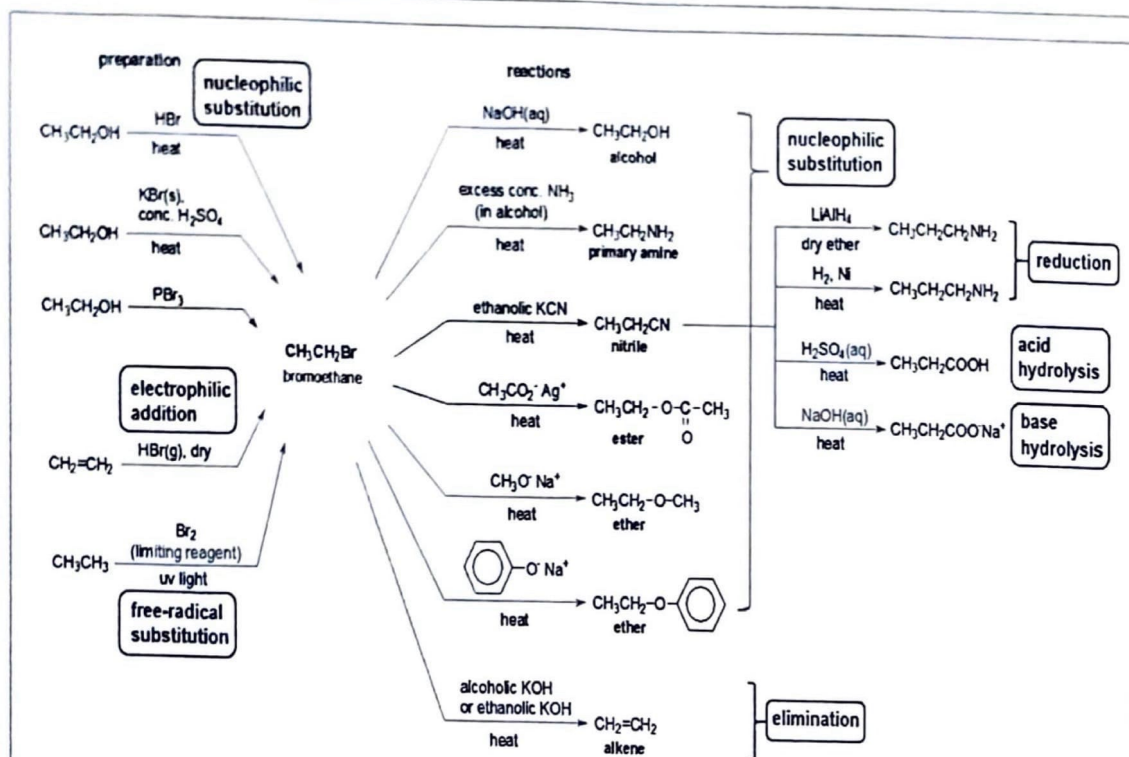 preparation
nucleophilic
substitution
CH₃CH₂OH
HBr
heat
CH₃CH₂OH
KBr(s),
conc. H₂SO₄
heat
CH₃CH₂OH
PBr₃
CH₃CH₂Br
bromoethane
electrophilic
addition
CH₂=CH₂
HBr(g), dry
CH₃CH₃
Br₂
(limiting reagent)
uv light
free-radical
substitution
reactions
NaOH(aq)
heat
CH₃CH₂OH
alcohol
excess conc. NH₃
(in alcohol)
heat
CH₃CH₂NH₂
primary amine
ethanolic KCN
heat
CH₃CH₂CN
nitrile
CH₃CO₂⁻ Ag⁺
heat
CH₃CH₂-O-C-CH₃
O
ester
CH₃O⁻ Na⁺
heat
CH₃CH₂-O-CH₃
ether
O⁻ Na⁺
heat
CH₃CH₂-O
ether
alcoholic KOH
or ethanolic KOH
heat
CH₂=CH₂
alkene
nucleophilic
substitution
LiAlH₄
dry ether
CH₃CH₂CH₂NH₂
H₂, Ni
heat
CH₃CH₂CH₂NH₂
reduction
H₂SO₄(aq)
heat
CH₃CH₂COOH
acid
hydrolysis
NaOH(aq)
heat
CH₃CH₂COO⁻Na⁺
base
hydrolysis
elimination